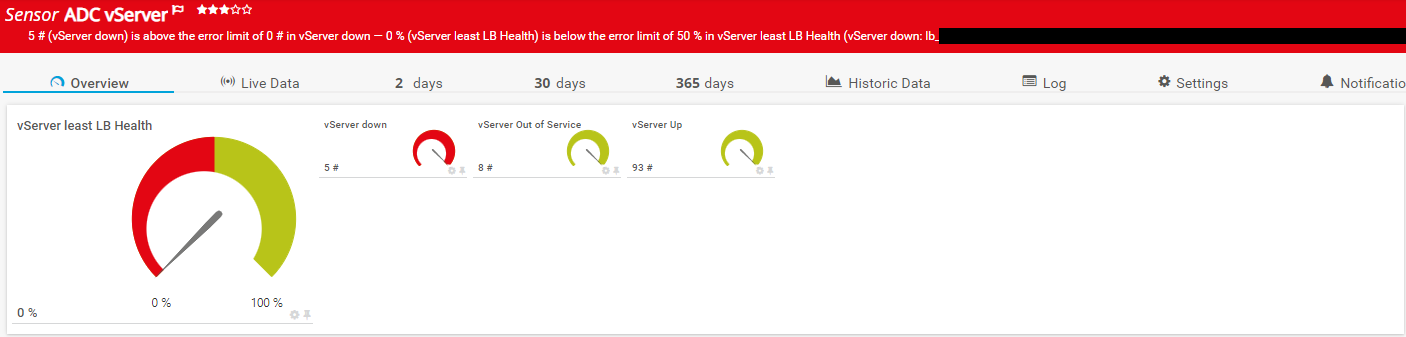 Sensor ADC vServer
5 # (vServer down) is above the error limit of 0 # in vServer down — 0 % (vServer least LB Health) is below the error limit of 50 % in vServer least LB Health (vServer down: lb_
Overview Live Data 2 days 30 days 365 days Historic Data Log Settings Notificatio
vServer least LB Health
0 % 100 %
0 %
vServer down
5 #
vServer Out of Service
8 #
vServer Up
93 #